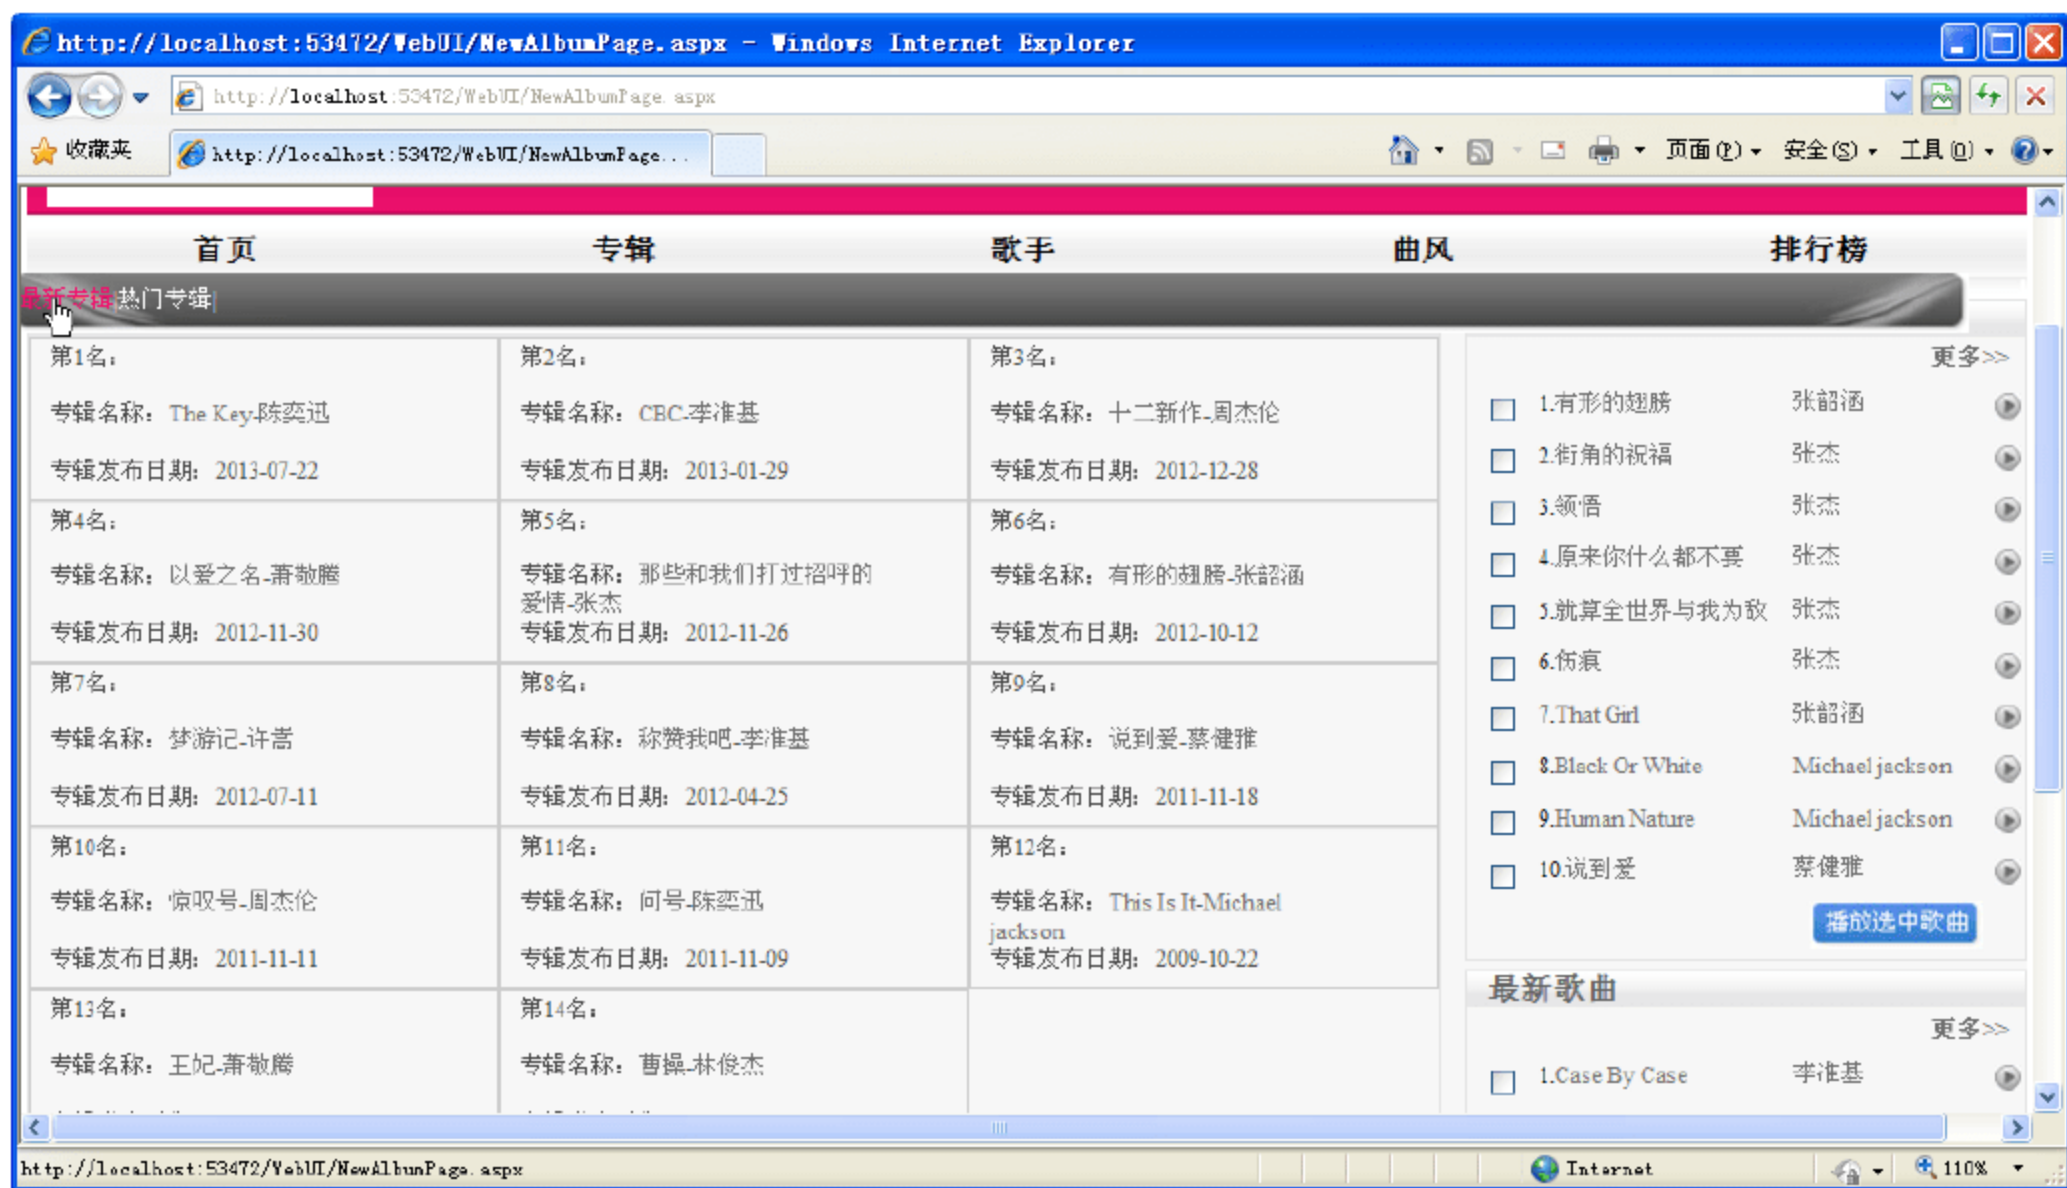 http://localhost:53472/WebUI/NewAlbumPage.aspx - Windows Internet Explorer
http://localhost:53472/WebUI/NewAlbumPage.aspx
收藏夹 http://localhost:53472/WebUI/NewAlbumPage... 页面(P) 安全(S) 工具(O)
首页 专辑 歌手 曲风 排行榜
最新专辑|热门专辑|
第1名: 第2名: 第3名:
专辑名称: The Key-陈奕迅 专辑名称: CBC-李准基 专辑名称: 十二新作-周杰伦
专辑发布日期: 2013-07-22 专辑发布日期: 2013-01-29 专辑发布日期: 2012-12-28
第4名: 第5名: 第6名:
专辑名称: 以爱之名-萧敬腾 专辑名称: 那些和我们打过招呼的 专辑名称: 有形的翅膀-张韶涵
爱情-张杰
专辑发布日期: 2012-11-30 专辑发布日期: 2012-11-26 专辑发布日期: 2012-10-12
第7名: 第8名: 第9名:
专辑名称: 梦游记-许嵩 专辑名称: 称赞我吧-李准基 专辑名称: 说到爱-蔡健雅
专辑发布日期: 2012-07-11 专辑发布日期: 2012-04-25 专辑发布日期: 2011-11-18
第10名: 第11名: 第12名:
专辑名称: 惊叹号-周杰伦 专辑名称: 问号-陈奕迅 专辑名称: This Is It-Michael
jackson
专辑发布日期: 2011-11-11 专辑发布日期: 2011-11-09 专辑发布日期: 2009-10-22
第13名: 第14名:
专辑名称: 王妃-萧敬腾 专辑名称: 曹操-林俊杰
更多>>
1.有形的翅膀 张韶涵
2.街角的祝福 张杰
3.领悟 张杰
4.原来你什么都不要 张杰
5.就算全世界与我为敌 张杰
6.伤痕 张杰
7.That Girl 张韶涵
8.Black Or White Michael jackson
9.Human Nature Michael jackson
10.说到爱 蔡健雅
播放选中歌曲
最新歌曲
更多>>
1.Case By Case 李准基
http://localhost:53472/WebUI/NewAlbumPage.aspx Internet 110%